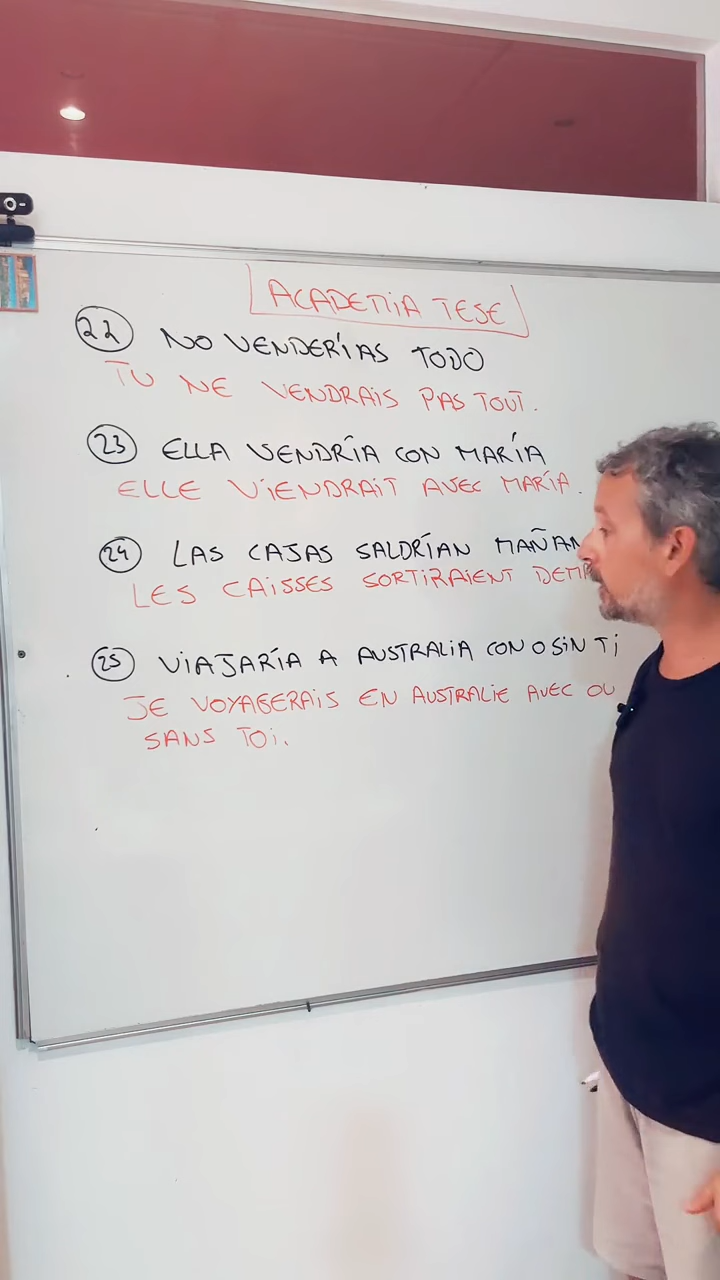 ACADEMIA TESE
22 NO VENDERÍAS TODO
TU NE VENDRAIS PAS TOUT.
23 ELLA VENDRÍA CON MARÍA
ELLE VIENDRAIT AVEC MARÍA.
24 LAS CAJAS SALDRÍAN
LES CAISSES SORTIRAIENT
25 VIAJARÍA A AUSTRALIA CON O SIN TI
JE VOYAGERAIS EN AUSTRALIE AVEC OU
SANS TOI.